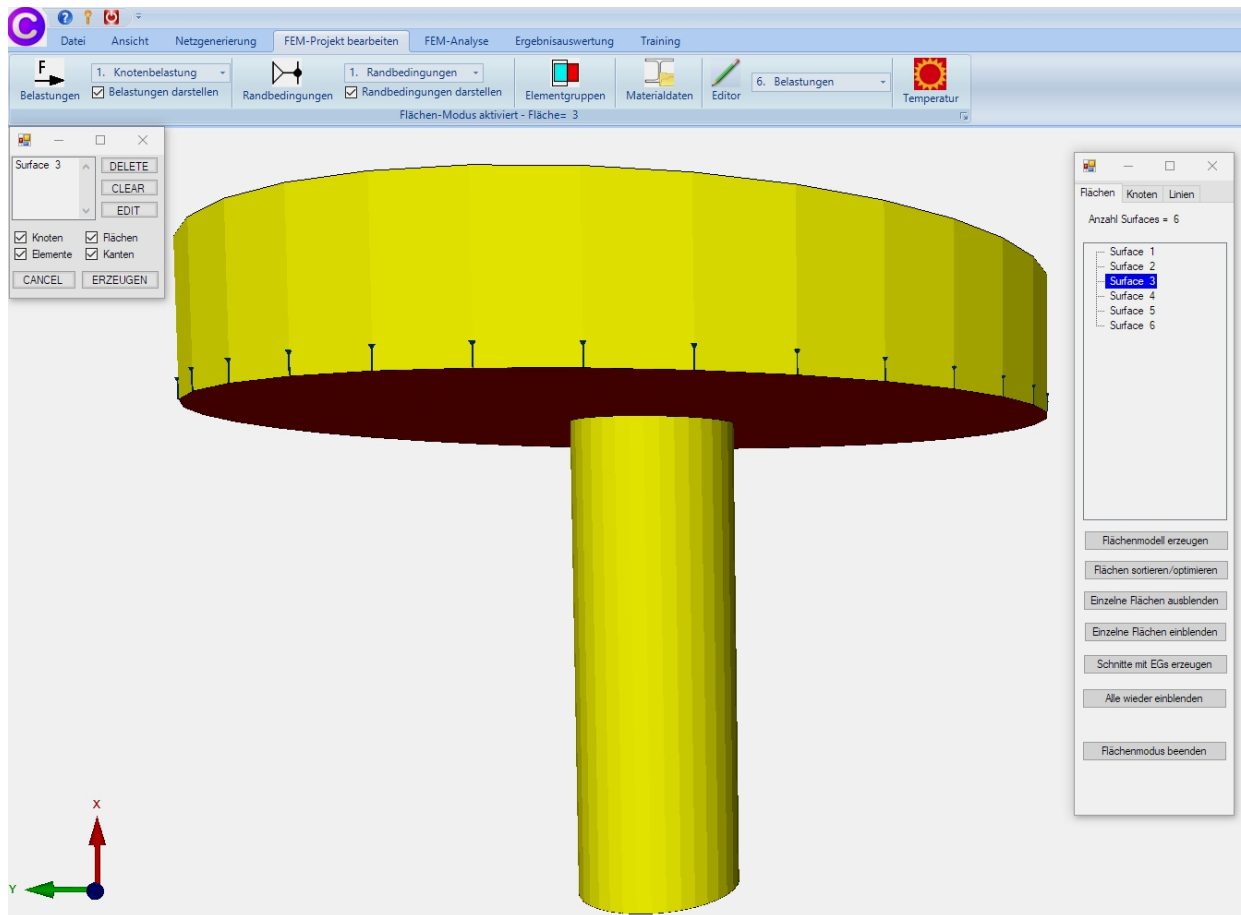 C
?
Datei Ansicht Netzgenerierung FEM-Projekt bearbeiten FEM-Analyse Ergebnisauswertung Training
F
1. Knotenbelastung
1. Randbedingungen
6. Belastungen
Belastungen
Belastungen darstellen
Randbedingungen
Randbedingungen darstellen
Elementgruppen
Materialdaten
Editor
Temperatur
Flächen-Modus aktiviert - Fläche= 3
Surface 3
DELETE
CLEAR
EDIT
Knoten Flächen
Elemente Kanten
CANCEL ERZEUGEN
Flächen Knoten Linien
Anzahl Surfaces = 6
Surface 1
Surface 2
Surface 3
Surface 4
Surface 5
Surface 6
Flächenmodell erzeugen
Flächen sortieren/optimieren
Einzelne Flächen ausblenden
Einzelne Flächen einblenden
Schnitte mit EGs erzeugen
Alle wieder einblenden
Flächenmodus beenden
X
Y